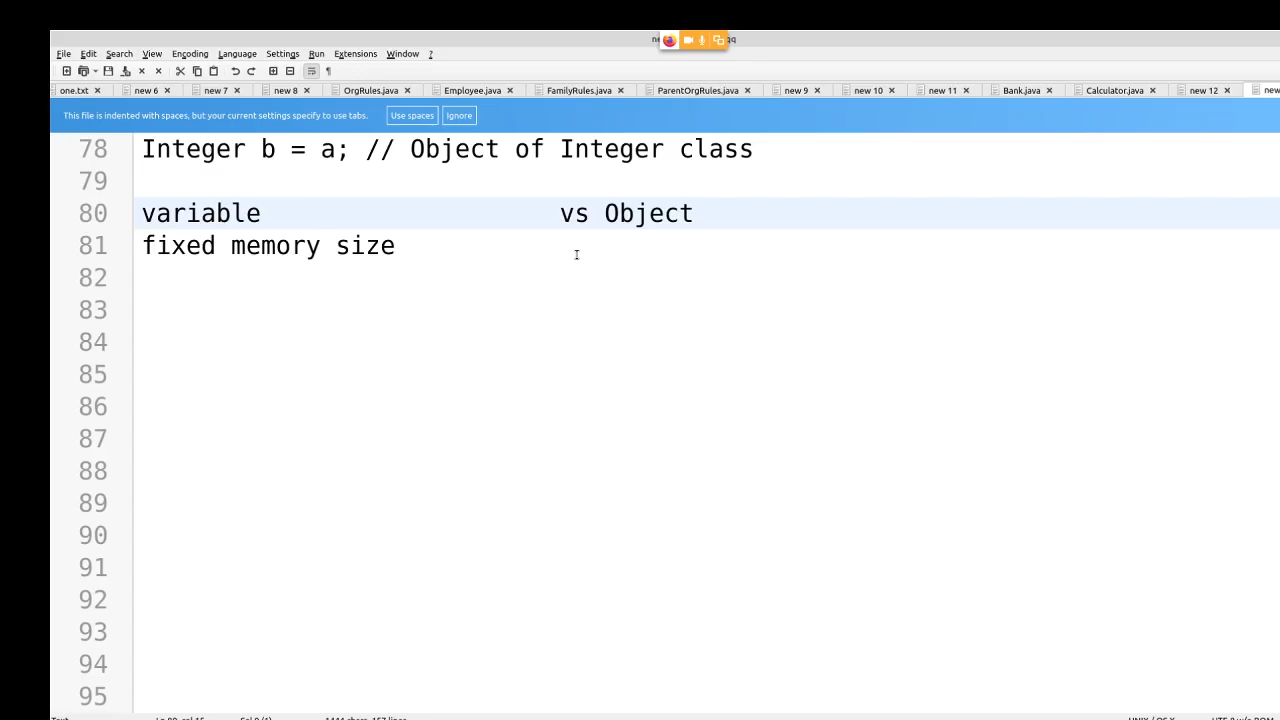 File Edit Search View Encoding Language Settings Run Extensions Window ?
one.txt new 6 new 7 new 8 OrgRules.java Employee.java FamilyRules.java ParentOrgRules.java new 9 new 10 new 11 Bank.java Calculator.java new 12 new
This file is indented with spaces, but your current settings specify to use tabs. Use spaces Ignore
78 Integer b = a; // Object of Integer class
79
80 variable vs Object
81 fixed memory size
82
83
84
85
86
87
88
89
90
91
92
93
94
95